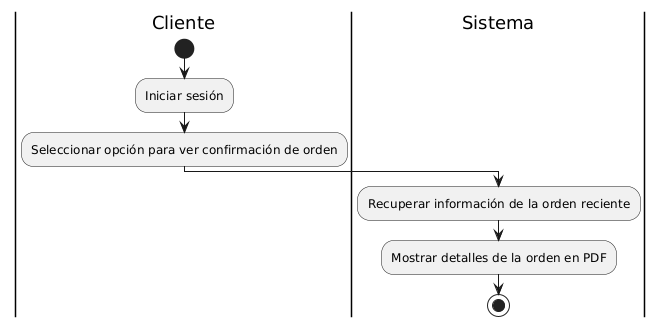 Cliente
Sistema
Iniciar sesión
Seleccionar opción para ver confirmación de orden
Recuperar información de la orden reciente
Mostrar detalles de la orden en PDF